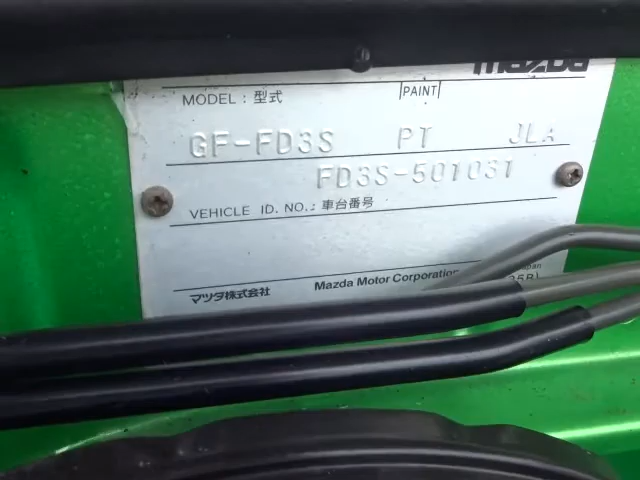 mazda
MODEL : 型式 PAINT
GF-FD3S PT JLA
FD3S-501031
VEHICLE ID. NO.: 車台番号
マツダ株式会社 Mazda Motor Corporation